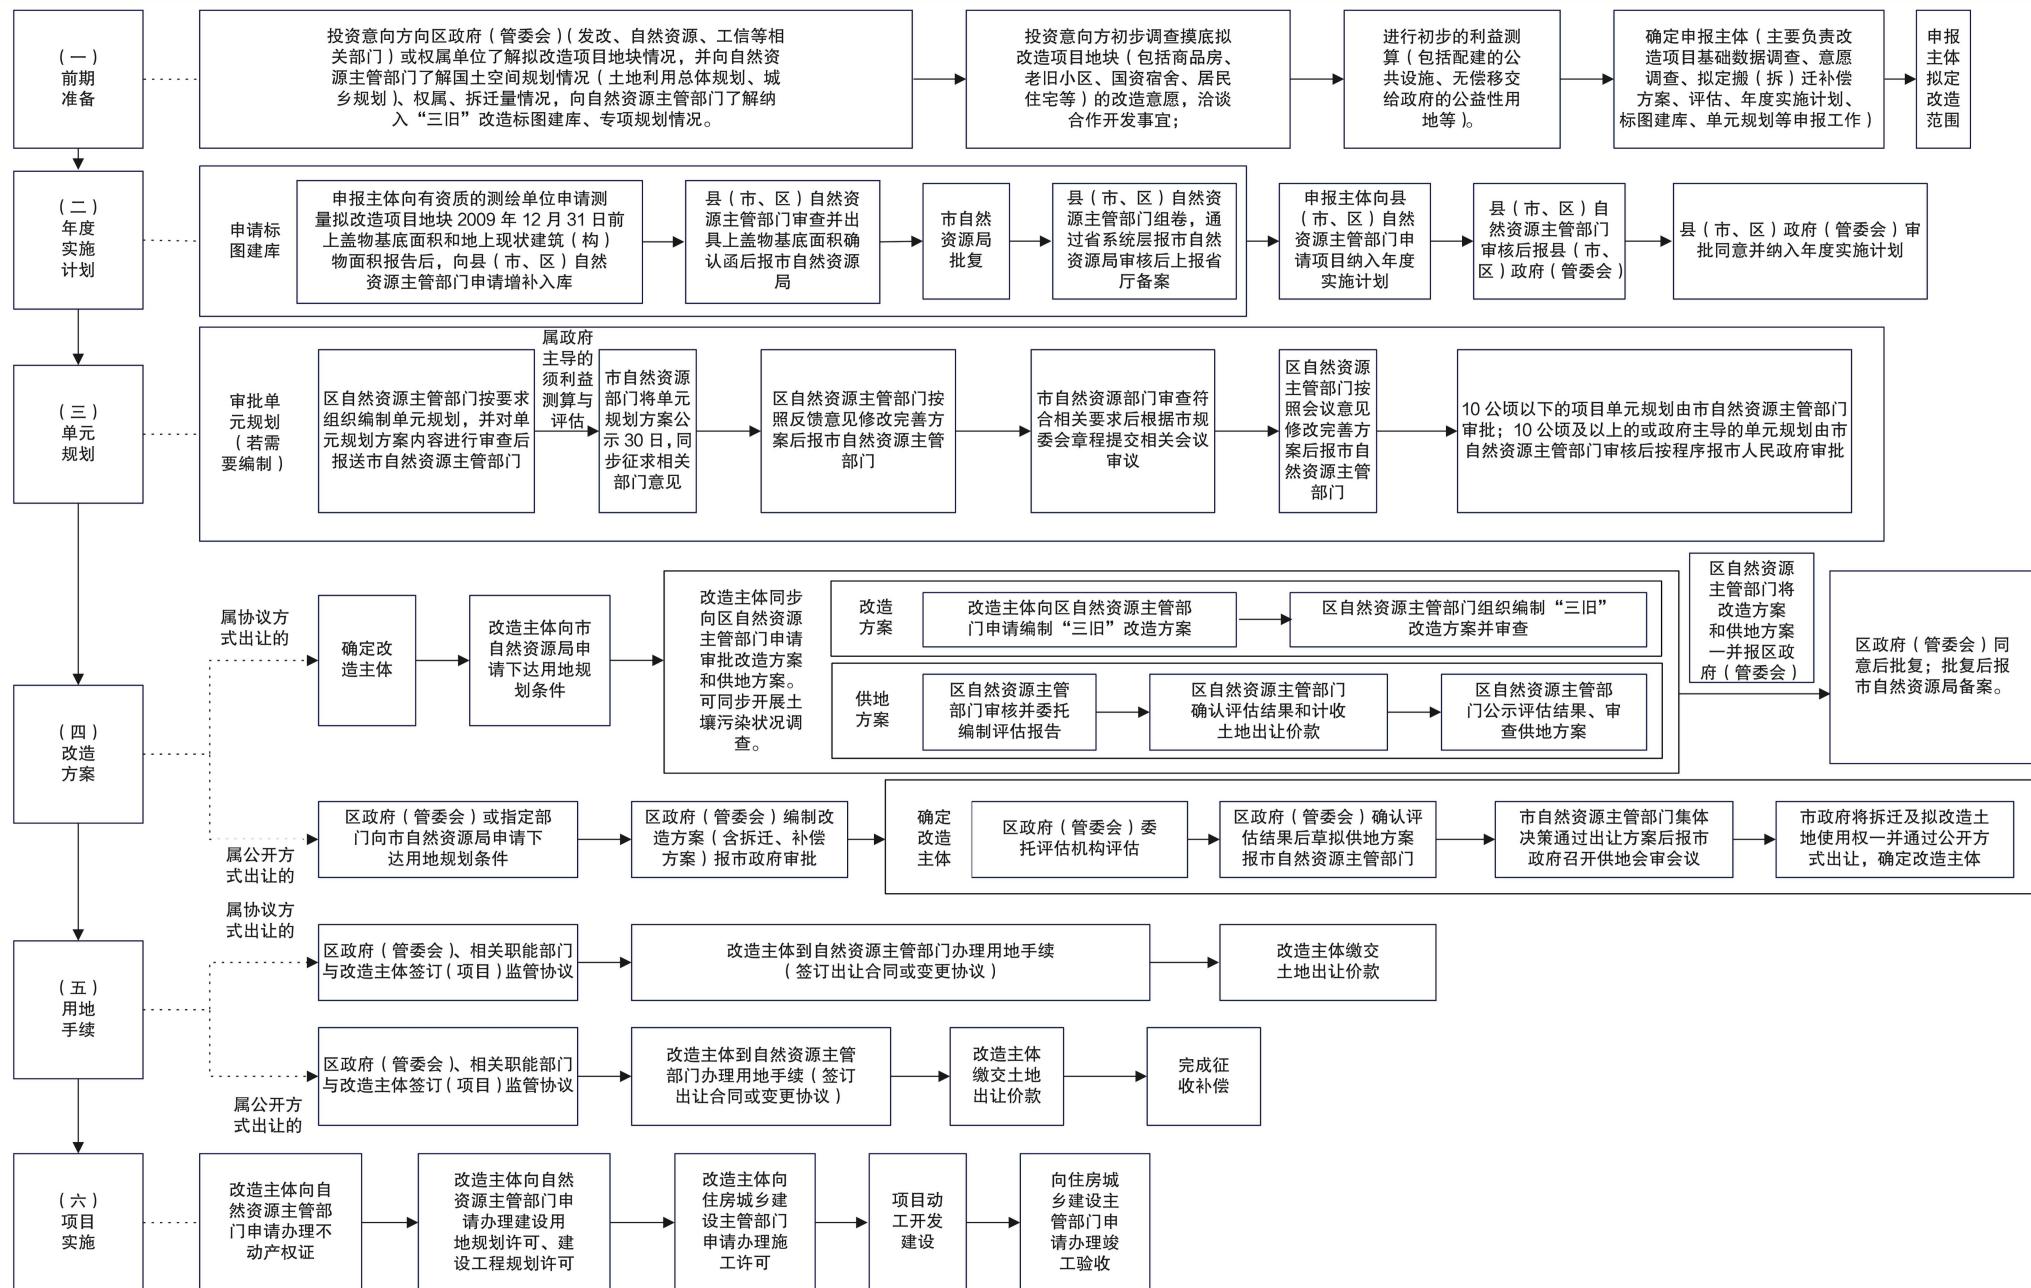 （一）
前期
准备
投资意向方向区政府（管委会）（发改、自然资源、工信等相
关部门）或权属单位了解拟改造项目地块情况，并向自然资
源主管部门了解国土空间规划情况（土地利用总体规划、城
乡规划）、权属、拆迁量情况，向自然资源主管部门了解纳
入“三旧”改造标图建库、专项规划情况。
投资意向方初步调查摸底拟
改造项目地块（包括商品房、
老旧小区、国资宿舍、居民
住宅等）的改造意愿，洽谈
合作开发事宜；
进行初步的利益测
算（包括配建的公
共设施、无偿移交
给政府的公益性用
地等）。
确定申报主体（主要负责改
造项目基础数据调查、意愿
调查、拟定搬（拆）迁补偿
方案、评估、年度实施计划、
标图建库、单元规划等申报工作）
申报
主体
拟定
改造
范围
（二）
年度
实施
计划
申请标
图建库
申报主体向有资质的测绘单位申请测
量拟改造项目地块 2009 年 12 月 31 日前
上盖物基底面积和地上现状建筑（构）
物面积报告后，向县（市、区）自然
资源主管部门申请增补入库
县（市、区）自然资
源主管部门审查并出
具上盖物基底面积确
认函后报市自然资源
局
市自然
资源局
批复
县（市、区）自然资
源主管部门组卷，通
过省系统层报市自然
资源局审核后上报省
厅备案
申报主体向县
（市、区）自然
资源主管部门申
请项目纳入年度
实施计划
县（市、区）自
然资源主管部门
审核后报县（市、
区）政府（管委会）
县（市、区）政府（管委会）审
批同意并纳入年度实施计划
（三）
单元
规划
审批单
元规划
（若需
要编制）
区自然资源主管部门按要求
组织编制单元规划，并对单
元规划方案内容进行审查后
报送市自然资源主管部门
属政府
主导的
须利益
测算与
评估
市自然资源
部门将单元
规划方案公
示 30 日，同
步征求相关
部门意见
区自然资源主管部门按
照反馈意见修改完善方
案后报市自然资源主管
部门
市自然资源部门审查符
合相关要求后根据市规
委会章程提交相关会议
审议
区自然资源
主管部门按
照会议意见
修改完善方
案后报市自
然资源主管
部门
10 公顷以下的项目单元规划由市自然资源主管部门
审批；10 公顷及以上的或政府主导的单元规划由市
自然资源主管部门审核后按程序报市人民政府审批
（四）
改造
方案
属协议方
式出让的
确定改
造主体
改造主体向市
自然资源局申
请下达用地规
划条件
改造主体同步
向区自然资源
主管部门申请
审批改造方案
和供地方案。
可同步开展土
壤污染状况调
查。
改造
方案
改造主体向区自然资源主管部
门申请编制“三旧”改造方案
区自然资源主管部门组织编制“三旧”
改造方案并审查
供地
方案
区自然资源主管
部门审核并委托
编制评估报告
区自然资源主管部门
确认评估结果和计收
土地出让价款
区自然资源主管部
门公示评估结果、审
查供地方案
区自然资源
主管部门将
改造方案
和供地方案
一并报区政
府（管委会）
区政府（管委会）同
意后批复；批复后报
市自然资源局备案。
属公开方
式出让的
区政府（管委会）或指定部
门向市自然资源局申请下
达用地规划条件
区政府（管委会）编制改
造方案（含拆迁、补偿
方案）报市政府审批
确定
改造
主体
区政府（管委会）委
托评估机构评估
区政府（管委会）确认评
估结果后草拟供地方案
报市自然资源主管部门
市自然资源主管部门集体
决策通过出让方案后报市
政府召开供地会审会议
市政府将拆迁及拟改造土
地使用权一并通过公开方
式出让，确定改造主体
（五）
用地
手续
属协议方
式出让的
区政府（管委会）、相关职能部门
与改造主体签订（项目）监管协议
改造主体到自然资源主管部门办理用地手续
（签订出让合同或变更协议）
改造主体缴交
土地出让价款
属公开方
式出让的
区政府（管委会）、相关职能部门
与改造主体签订（项目）监管协议
改造主体到自然资源主管
部门办理用地手续（签订
出让合同或变更协议）
改造主体
缴交土地
出让价款
完成征
收补偿
（六）
项目
实施
改造主体向自
然资源主管部
门申请办理不
动产权证
改造主体向自然
资源主管部门申
请办理建设用
地规划许可、建
设工程规划许可
改造主体向
住房城乡建
设主管部门
申请办理施
工许可
项目动
工开发
建设
向住房城
乡建设主
管部门申
请办理竣
工验收